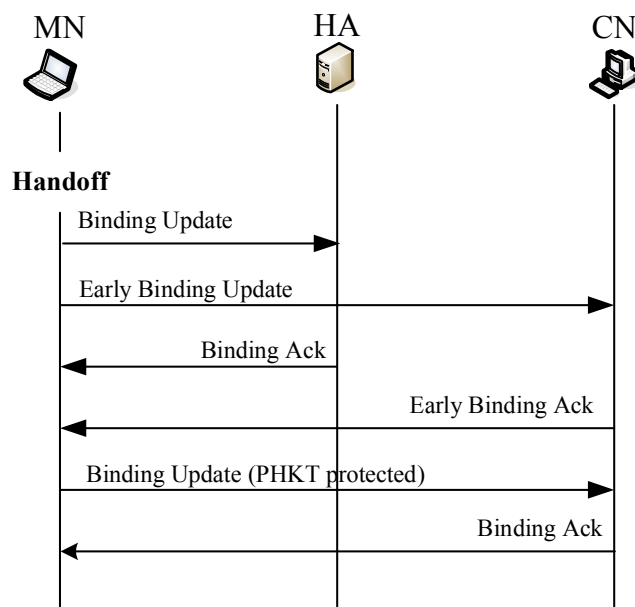 MN
HA
CN
Handoff
Binding Update
Early Binding Update
Binding Ack
Early Binding Ack
Binding Update (PHKT protected)
Binding Ack